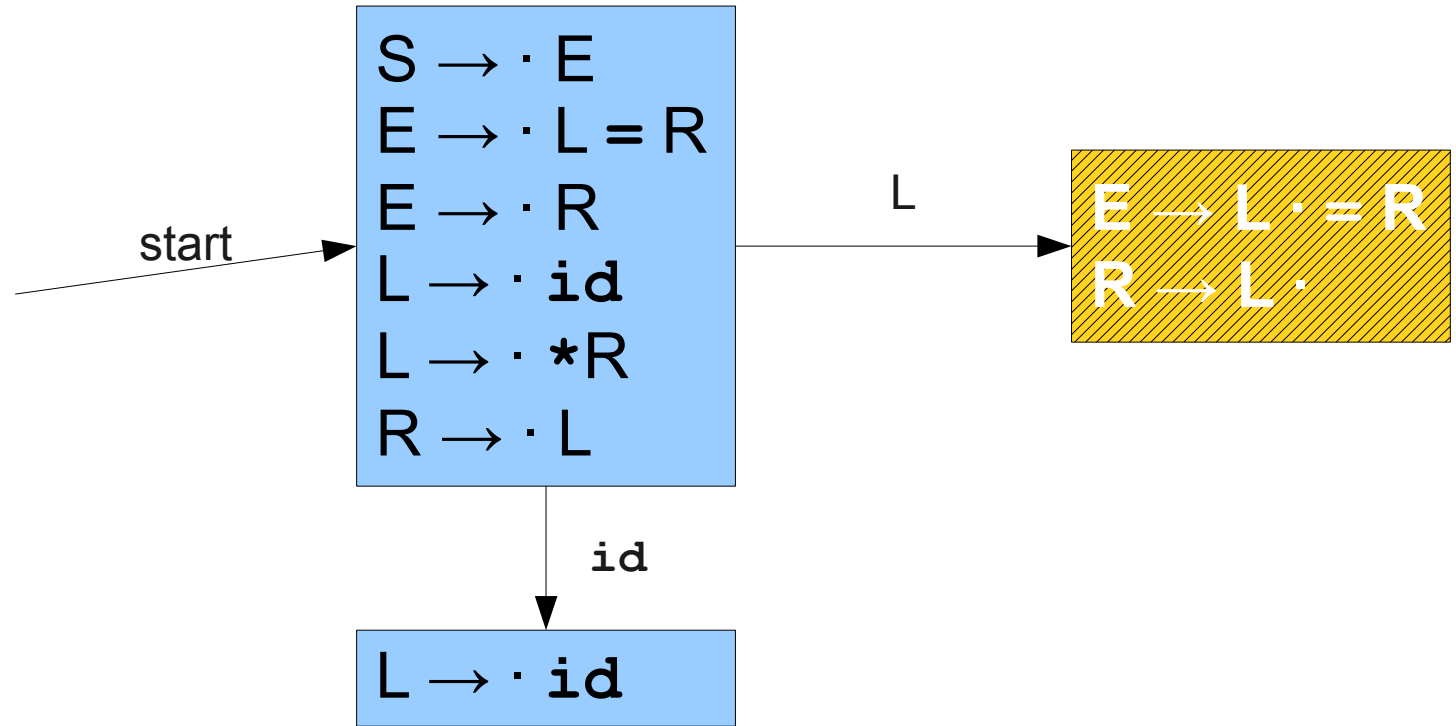 S → · E
E → · L = R
E → · R
L → · id
L → · *R
R → · L
start
L
E → L · = R
R → L ·
id
L → · id